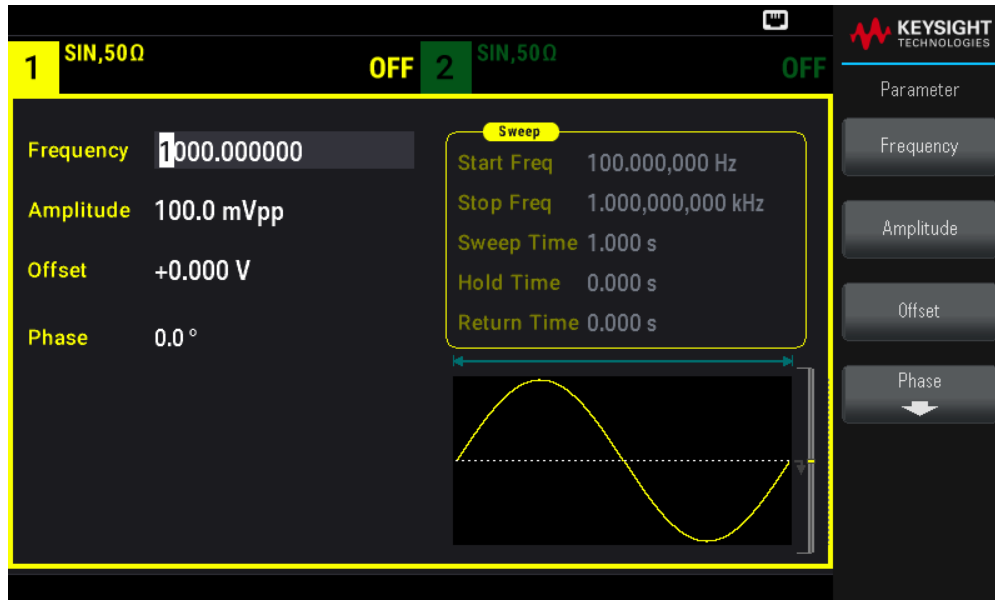 KEYSIGHT
TECHNOLOGIES
1 SIN,50Ω OFF 2 SIN,50Ω OFF
Parameter
Frequency 1000.000000
Amplitude 100.0 mVpp
Offset +0.000 V
Phase 0.0 °
Sweep
Start Freq 100.000,000 Hz
Stop Freq 1.000,000,000 kHz
Sweep Time 1.000 s
Hold Time 0.000 s
Return Time 0.000 s
Frequency
Amplitude
Offset
Phase